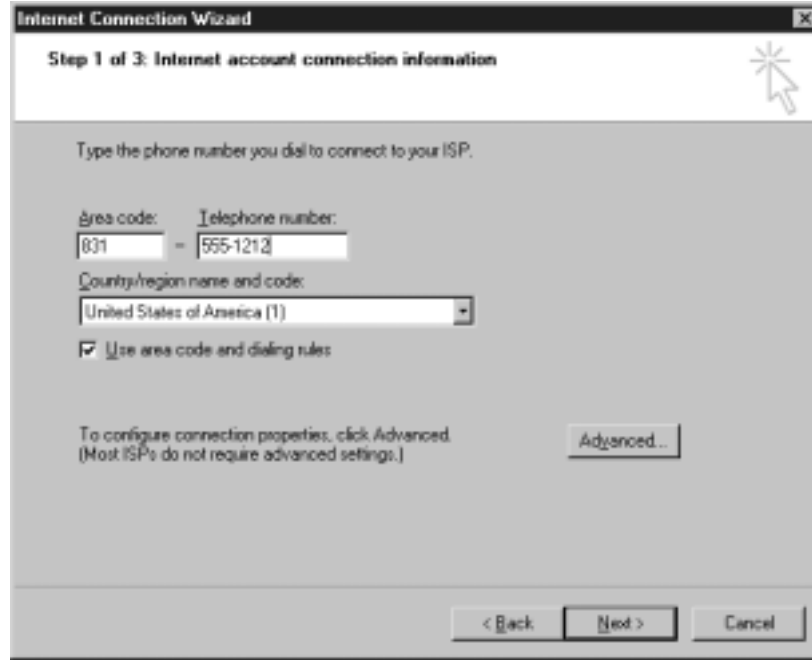 Internet Connection Wizard
Step 1 of 3: Internet account connection information
Type the phone number you dial to connect to your ISP.
Area code: Telephone number:
831 - 555-1212
Country/region name and code:
United States of America (1)
Use area code and dialing rules
To configure connection properties, click Advanced.
(Most ISPs do not require advanced settings.)
Advanced...
< Back Next > Cancel